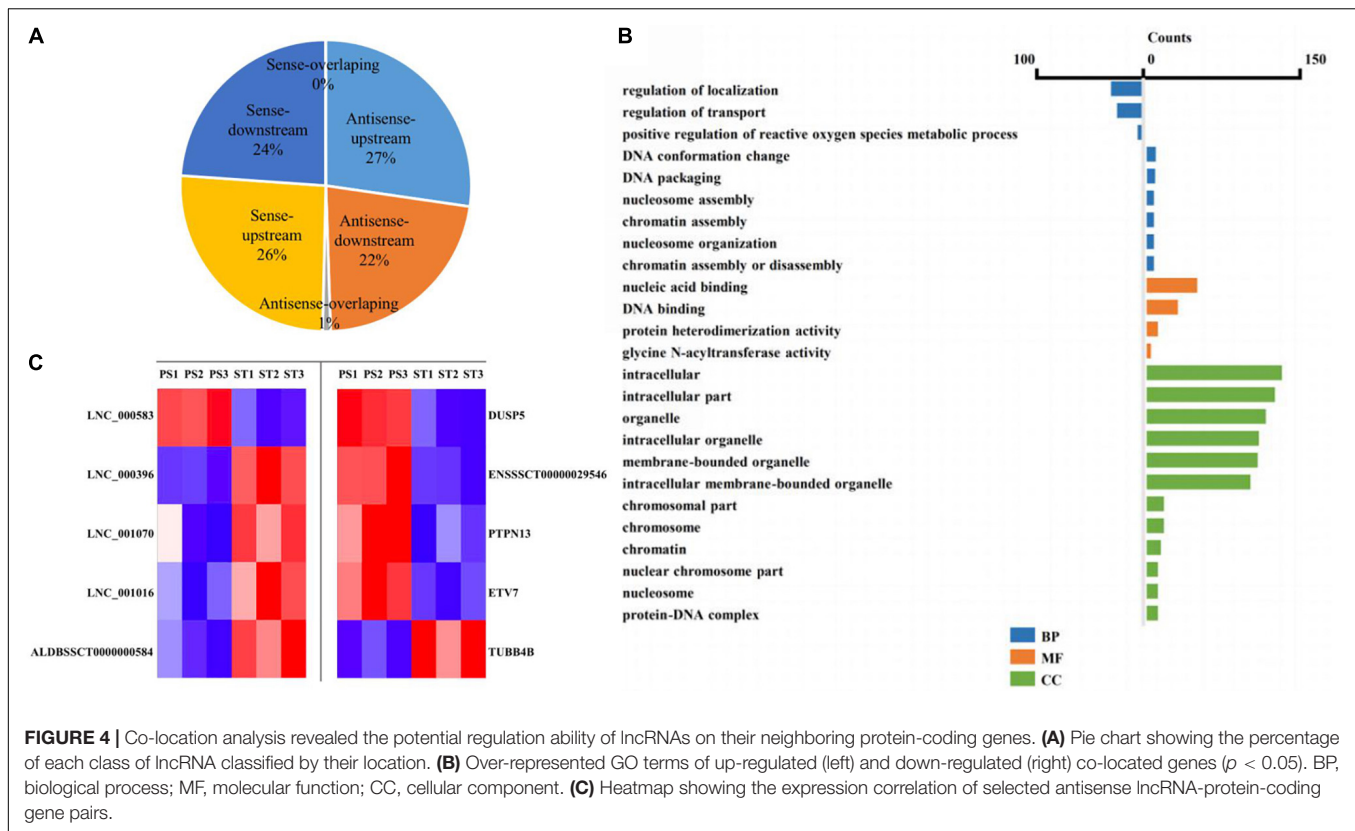 A
Sense-overlaping
0%
Sense-
downstream
24%
Antisense-
upstream
27%
Sense-
upstream
26%
Antisense-
downstream
22%
Antisense-overlaping
1%
B
Counts
100 0 150
regulation of localization
regulation of transport
positive regulation of reactive oxygen species metabolic process
DNA conformation change
DNA packaging
nucleosome assembly
chromatin assembly
nucleosome organization
chromatin assembly or disassembly
nucleic acid binding
DNA binding
protein heterodimerization activity
glycine N-acyltransferase activity
intracellular
intracellular part
organelle
intracellular organelle
membrane-bounded organelle
intracellular membrane-bounded organelle
chromosomal part
chromosome
chromatin
nuclear chromosome part
nucleosome
protein-DNA complex
BP
MF
CC
C
PS1 PS2 PS3 ST1 ST2 ST3 PS1 PS2 PS3 ST1 ST2 ST3
LNC_000583 DUSP5
LNC_000396 ENSSSCT00000029546
LNC_001070 PTPN13
LNC_001016 ETV7
ALDBSSCT0000000584 TUBB4B
FIGURE 4 | Co-location analysis revealed the potential regulation ability of lncRNAs on their neighboring protein-coding genes. (A) Pie chart showing the percentage
of each class of lncRNA classified by their location. (B) Over-represented GO terms of up-regulated (left) and down-regulated (right) co-located genes (p < 0.05). BP,
biological process; MF, molecular function; CC, cellular component. (C) Heatmap showing the expression correlation of selected antisense lncRNA-protein-coding
gene pairs.